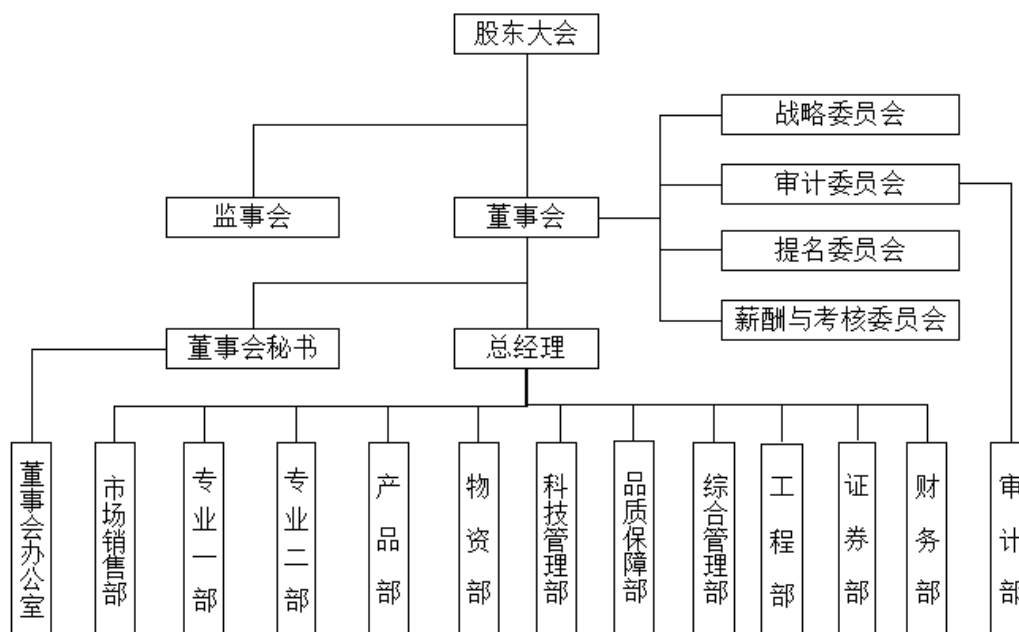 股东大会
战略委员会
审计委员会
监事会
董事会
提名委员会
薪酬与考核委员会
董事会秘书
总经理
董事会办公室
市场销售部
专业一部
专业二部
产品部
物资部
科技管理部
品质保障部
综合管理部
工程部
证券部
财务部
审计部